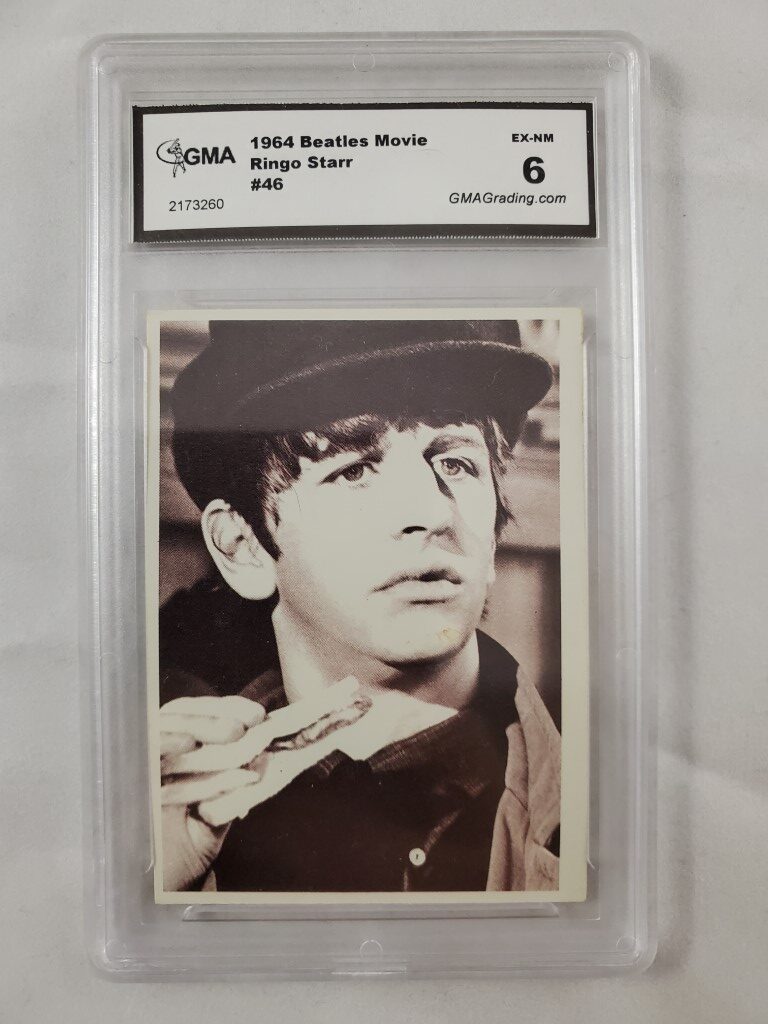 GMA
1964 Beatles Movie
Ringo Starr
#46
2173260
EX-NM
6
GMAGrading.com